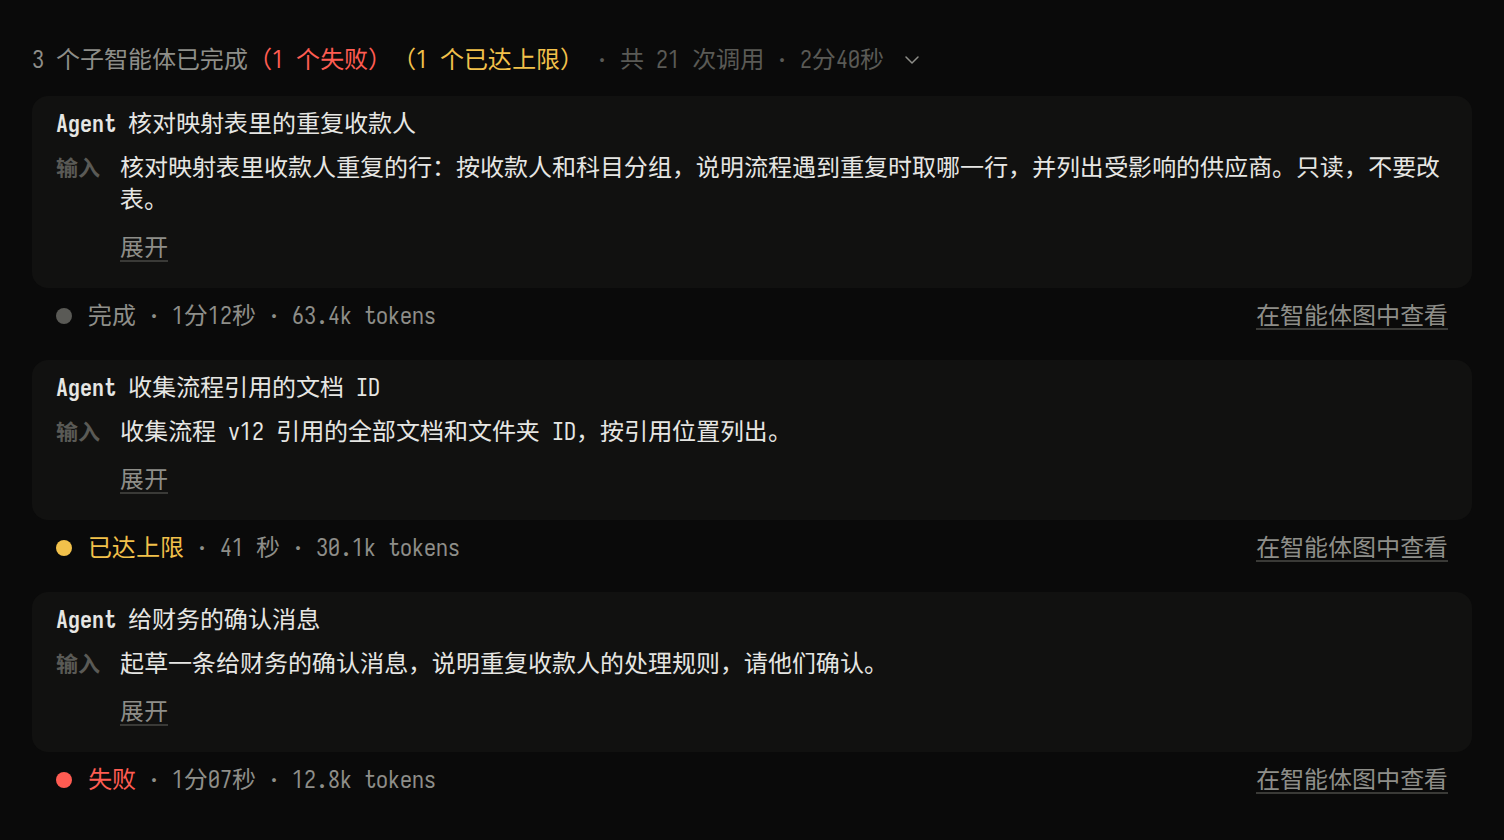 3 个子智能体已完成（1 个失败）（1 个已达上限） · 共 21 次调用 · 2分40秒
Agent 核对映射表里的重复收款人
输入 核对映射表里收款人重复的行：按收款人和科目分组，说明流程遇到重复时取哪一行，并列出受影响的供应商。只读，不要改
表。
展开
完成 · 1分12秒 · 63.4k tokens 在智能体图中查看
Agent 收集流程引用的文档 ID
输入 收集流程 v12 引用的全部文档和文件夹 ID，按引用位置列出。
展开
已达上限 · 41 秒 · 30.1k tokens 在智能体图中查看
Agent 给财务的确认消息
输入 起草一条给财务的确认消息，说明重复收款人的处理规则，请他们确认。
展开
失败 · 1分07秒 · 12.8k tokens 在智能体图中查看